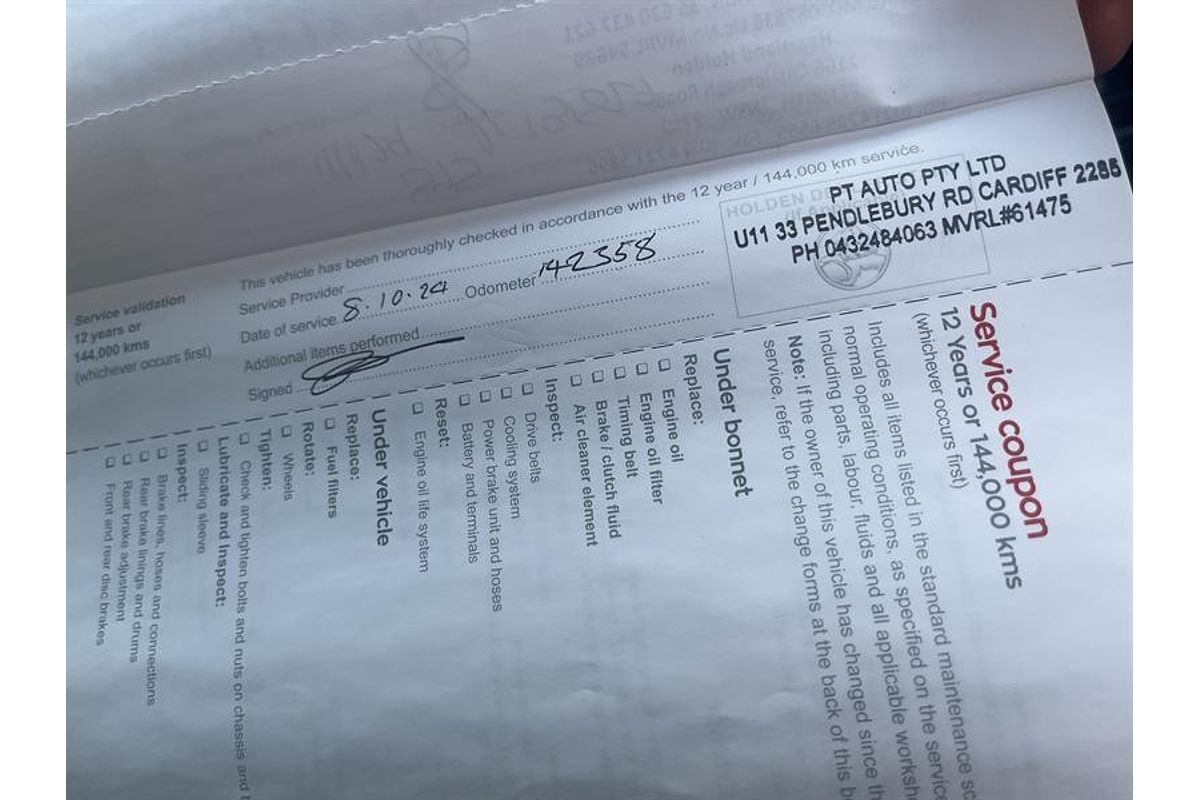 This vehicle has been thoroughly checked in accordance with the 12 year / 144,000 km service.
Service Provider
Date of service 8.10.24 Odometer 142358
Additional items performed
Signed
Service validation
12 years or
144,000 kms
(whichever occurs first)
HOLDEN
PT AUTO PTY LTD
U11 33 PENDLEBURY RD CARDIFF 2285
PH 0432484063 MVRL#61475
Service coupon
12 Years or 144,000 kms
(whichever occurs first)
Includes all items listed in the standard maintenance
normal operating conditions, as specified on the service
including parts, labour, fluids and all applicable
Note: If the owner of this vehicle has changed since
service, refer to the change forms at the back of this
Under bonnet
Replace:
Engine oil
Engine oil filter
Timing belt
Brake / clutch fluid
Air cleaner element
Inspect:
Drive belts
Cooling system
Power brake unit and hoses
Battery and terminals
Reset:
Engine oil life system
Under vehicle
Replace:
Fuel filters
Rotate:
Wheels
Tighten:
Check and tighten bolts and nuts on chassis and
Lubricate and Inspect:
Sliding sleeve
Inspect:
Brake lines, hoses and connections
Rear brake linings and drums
Rear brake adjustment
Front and rear disc brakes